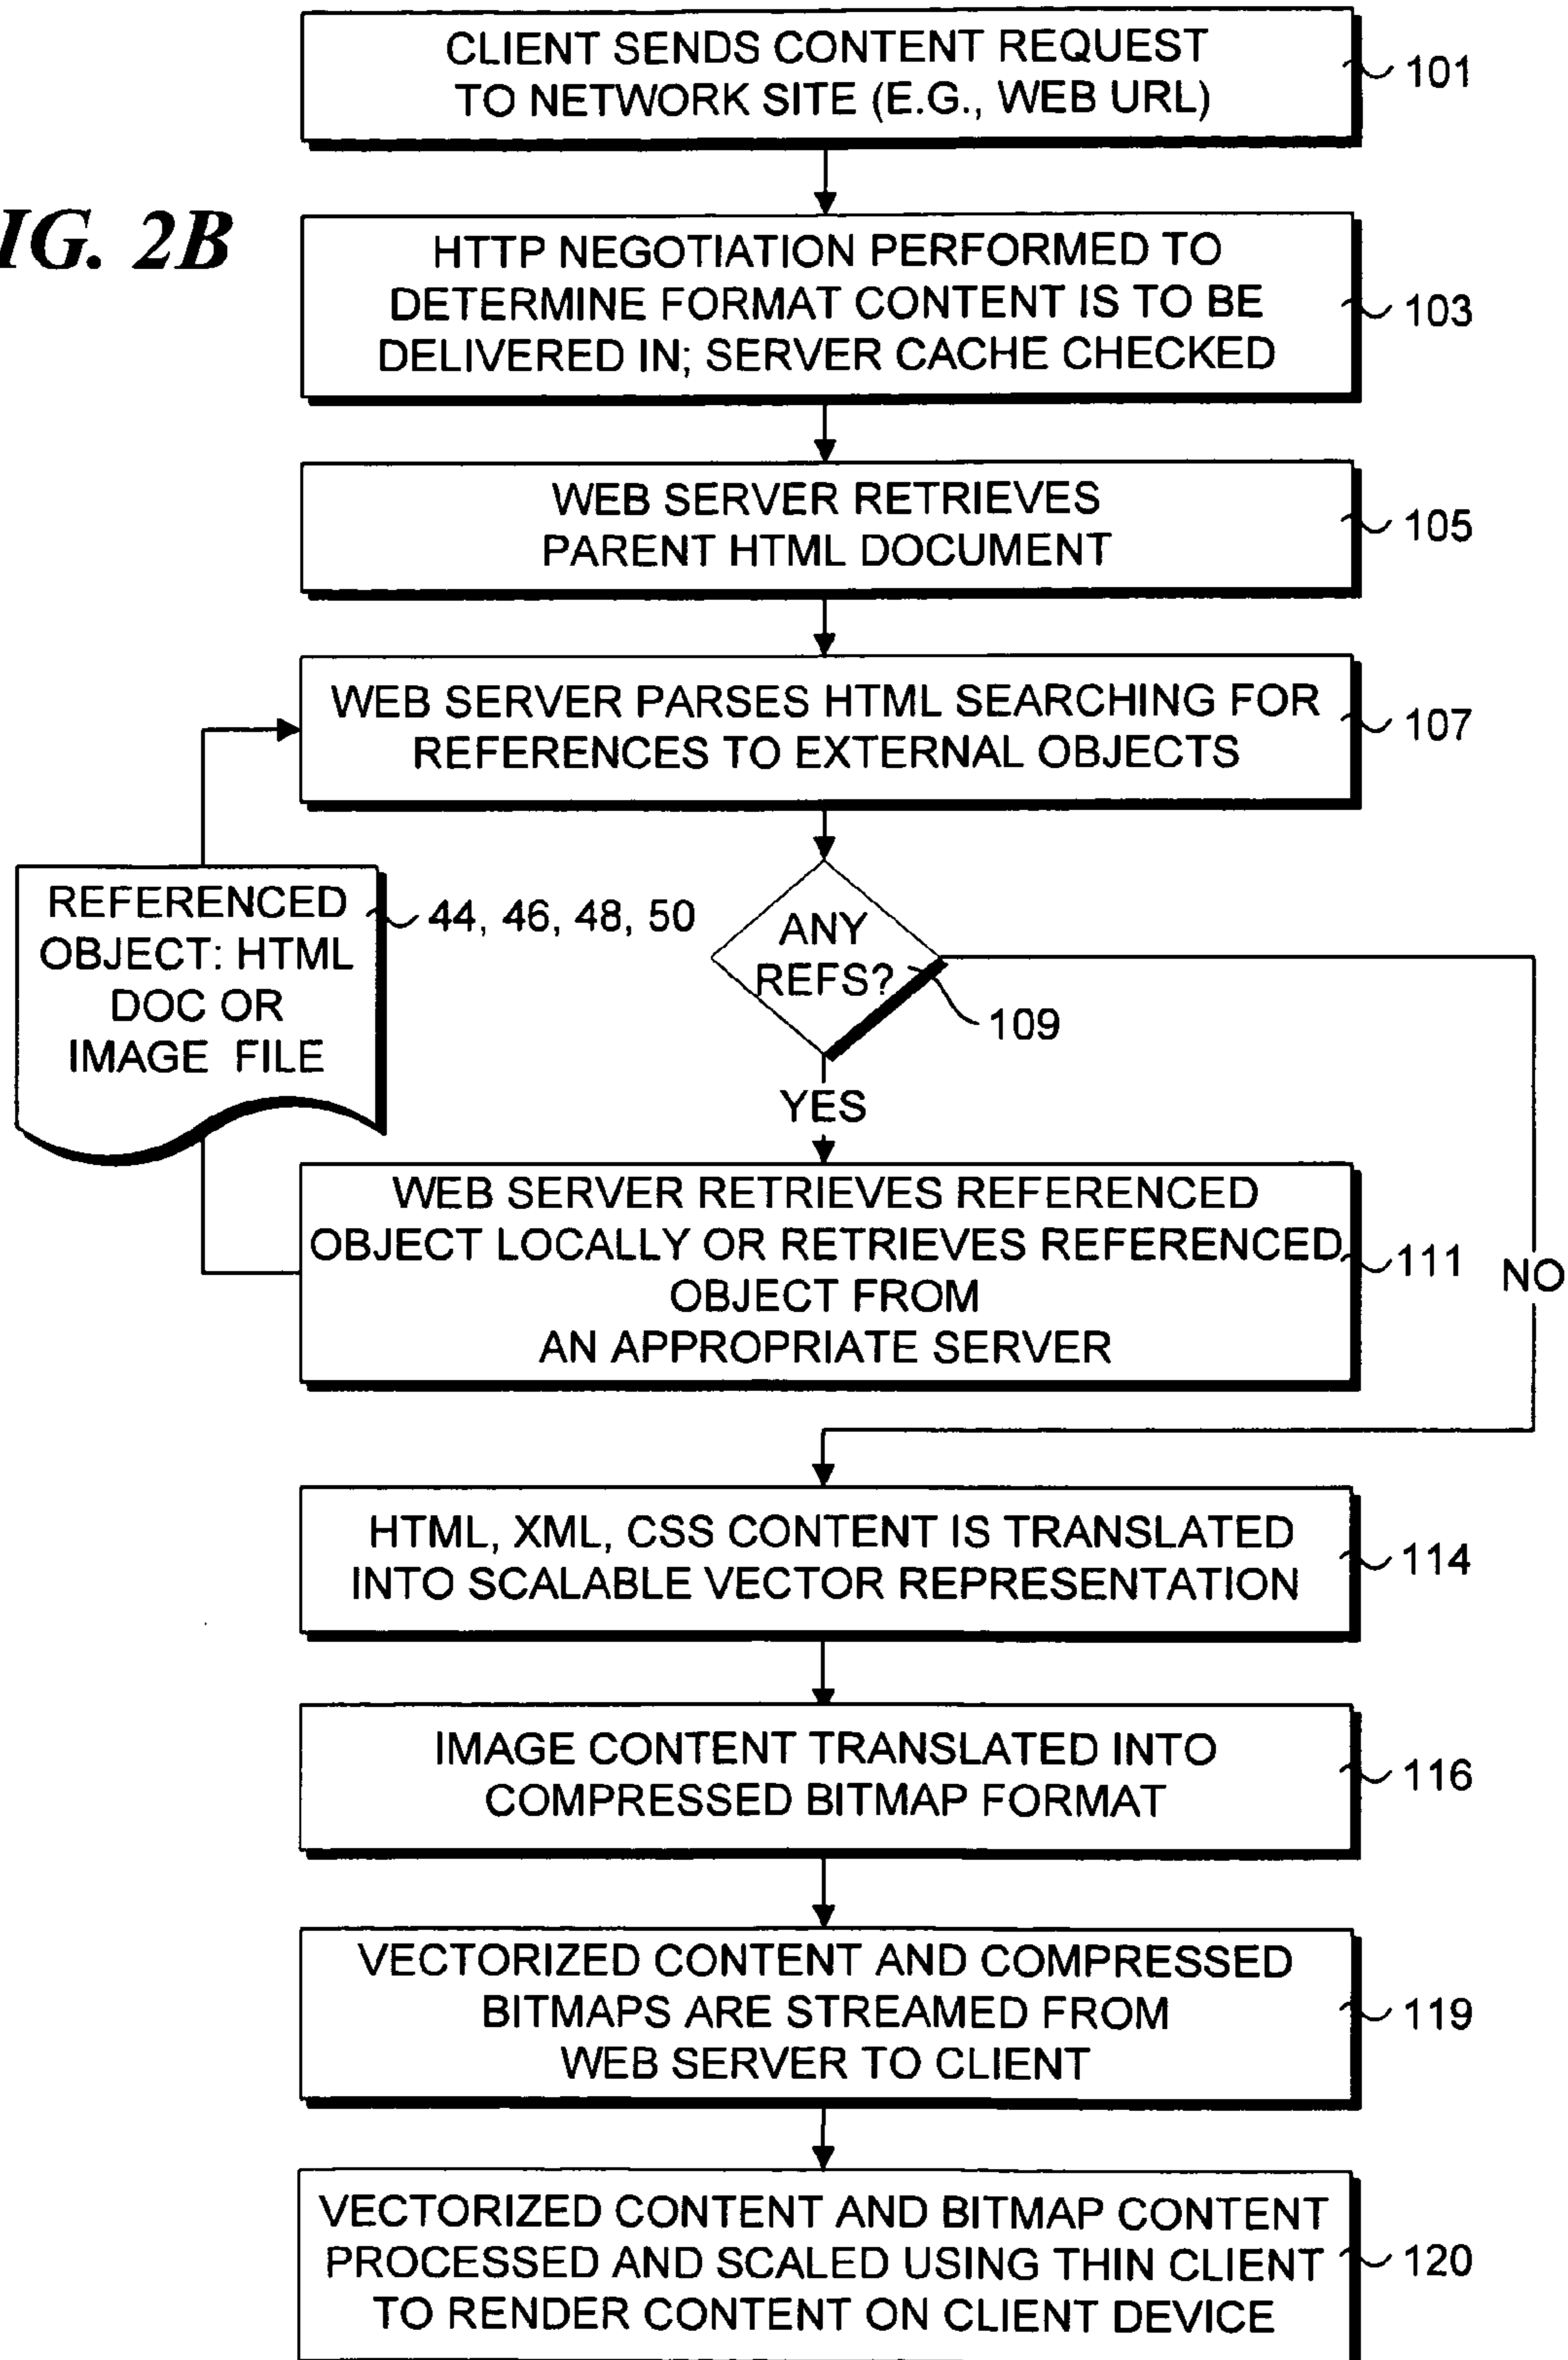 CLIENT SENDS CONTENT REQUEST
TO NETWORK SITE (E.G., WEB URL)
101
IG. 2B
HTTP NEGOTIATION PERFORMED TO
DETERMINE FORMAT CONTENT IS TO BE
DELIVERED IN; SERVER CACHE CHECKED
103
WEB SERVER RETRIEVES
PARENT HTML DOCUMENT
105
WEB SERVER PARSES HTML SEARCHING FOR
REFERENCES TO EXTERNAL OBJECTS
107
REFERENCED
OBJECT: HTML
DOC OR
IMAGE FILE
44, 46, 48, 50
ANY
REFS?
109
YES
WEB SERVER RETRIEVES REFERENCED
OBJECT LOCALLY OR RETRIEVES REFERENCED
OBJECT FROM
AN APPROPRIATE SERVER
111
NO
HTML, XML, CSS CONTENT IS TRANSLATED
INTO SCALABLE VECTOR REPRESENTATION
114
IMAGE CONTENT TRANSLATED INTO
COMPRESSED BITMAP FORMAT
116
VECTORIZED CONTENT AND COMPRESSED
BITMAPS ARE STREAMED FROM
WEB SERVER TO CLIENT
119
VECTORIZED CONTENT AND BITMAP CONTENT
PROCESSED AND SCALED USING THIN CLIENT
TO RENDER CONTENT ON CLIENT DEVICE
120